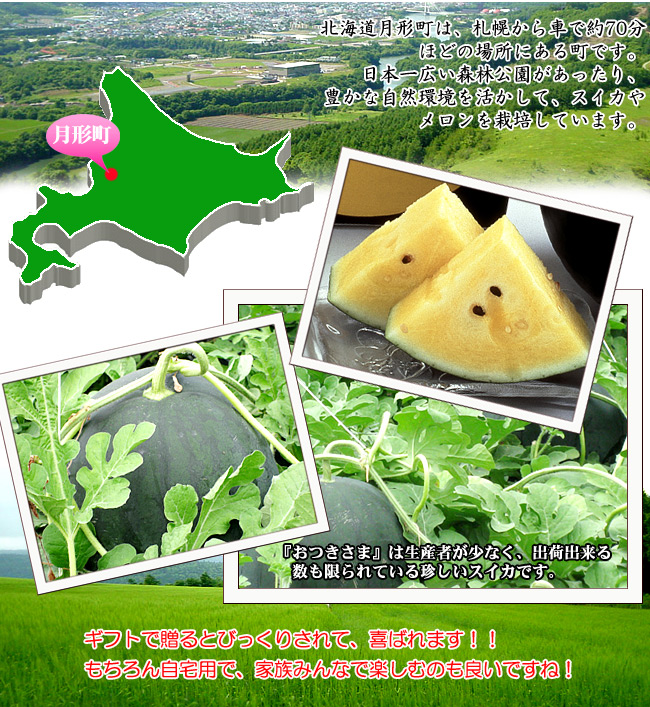 北海道月形町は、札幌から車で約70分
ほどの場所にある町です。
日本一広い森林公園があったり、
豊かな自然環境を活かして、スイカや
メロンを栽培しています。
月形町
『おつきさま』は生産者が少なく、出荷出来る
数も限られている珍しいスイカです。
ギフトで贈るとびっくりされて、喜ばれます！！
もちろん自宅用で、家族みんなで楽しむのも良いですね！